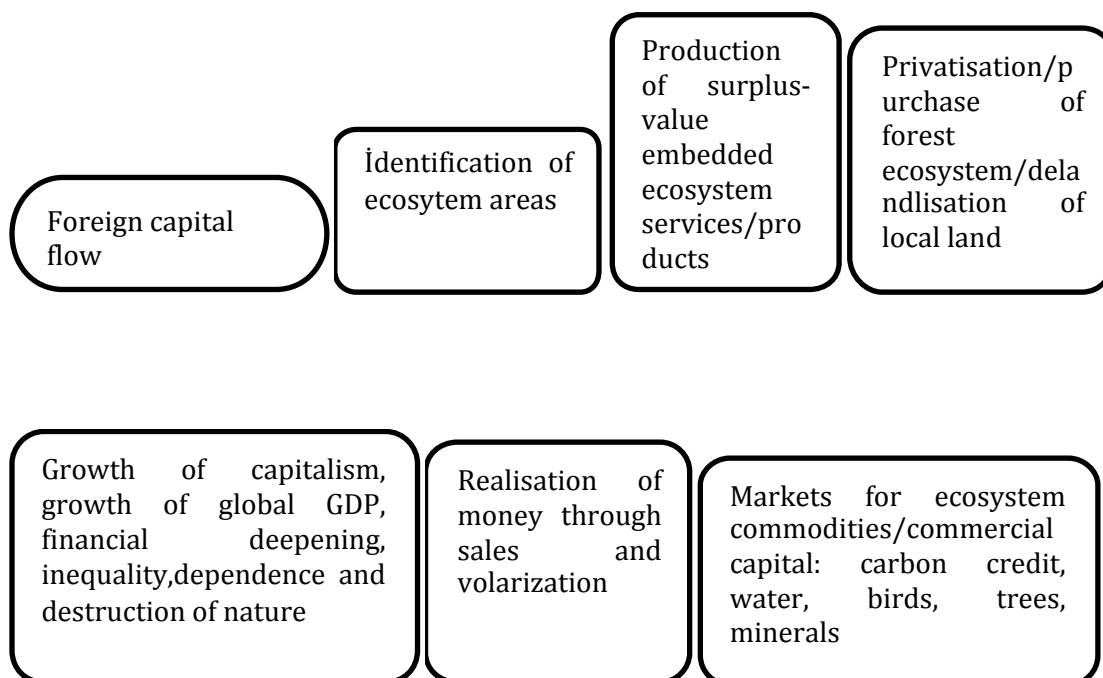 Foreign capital
flow
İdentification of
ecosytem areas
Production
of surplus-
value
embedded
ecosystem
services/pro
ducts
Privatisation/p
urchase of
forest
ecosystem/dela
ndlisation of
local land
Growth of capitalism,
growth of global GDP,
financial deepening,
inequality,dependence and
destruction of nature
Realisation of
money through
sales and
volarization
Markets for ecosystem
commodities/commercial
capital: carbon credit,
water, birds, trees,
minerals